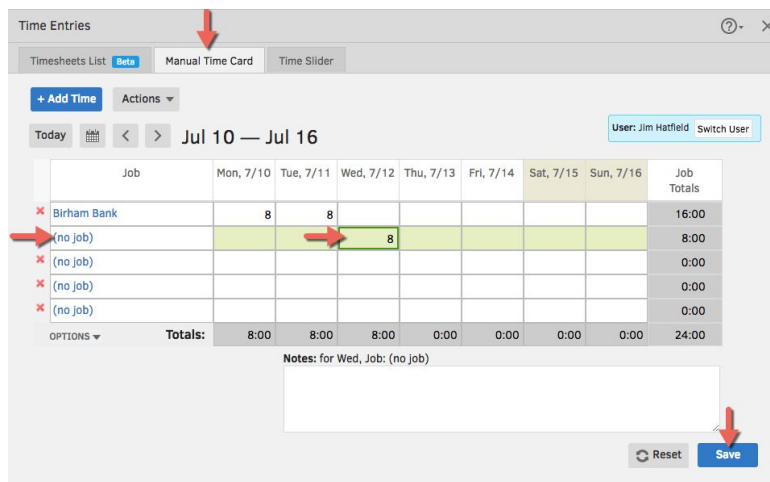 Time Entries
Timesheets List Beta Manual Time Card Time Slider
+ Add Time Actions
Today Jul 10 — Jul 16 User: Jim Hatfield Switch User
Job Mon, 7/10 Tue, 7/11 Wed, 7/12 Thu, 7/13 Fri, 7/14 Sat, 7/15 Sun, 7/16 Job Totals
Birham Bank 8 8 16:00
(no job) 8 8:00
(no job) 0:00
(no job) 0:00
(no job) 0:00
OPTIONS Totals: 8:00 8:00 8:00 0:00 0:00 0:00 0:00 24:00
Notes: for Wed, Job: (no job)
Reset Save